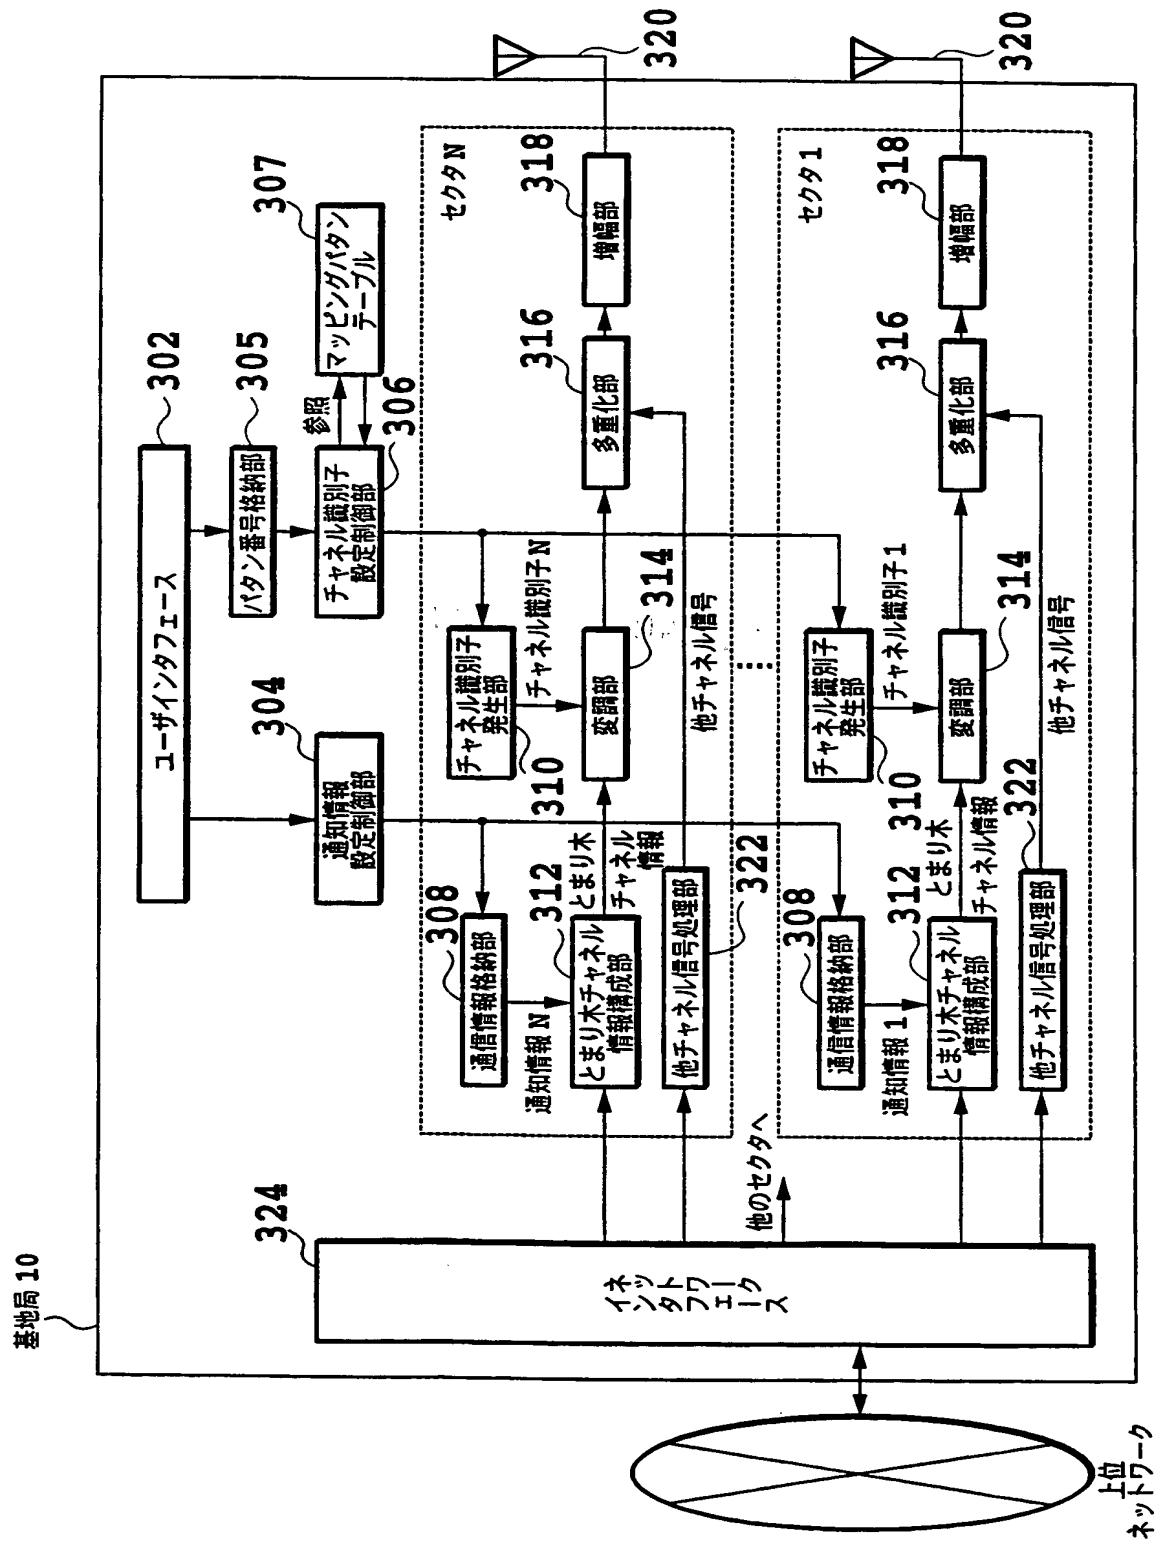 基地局 10
302
ユーザインタフェース
304
通知情報
設定制御部
305
パタン番号格納部
306
チャネル識別子
設定制御部
参照
307
マッピングパタン
テーブル
324
ネットワーク
インタフェース
上位
ネットワーク
セクタN
308
通信情報格納部
通知情報N
312
とまり木チャネル
情報構成部
とまり木
チャネル
情報
310
チャネル識別子
発生部
チャネル識別子N
314
変調部
316
多重化部
318
増幅部
320
322
他チャネル信号処理部
他チャネル信号
他のセクタへ
セクタ1
308
通信情報格納部
通知情報1
312
とまり木チャネル
情報構成部
とまり木
チャネル情報
310
チャネル識別子
発生部
チャネル識別子1
314
変調部
316
多重化部
318
増幅部
320
322
他チャネル信号処理部
他チャネル信号